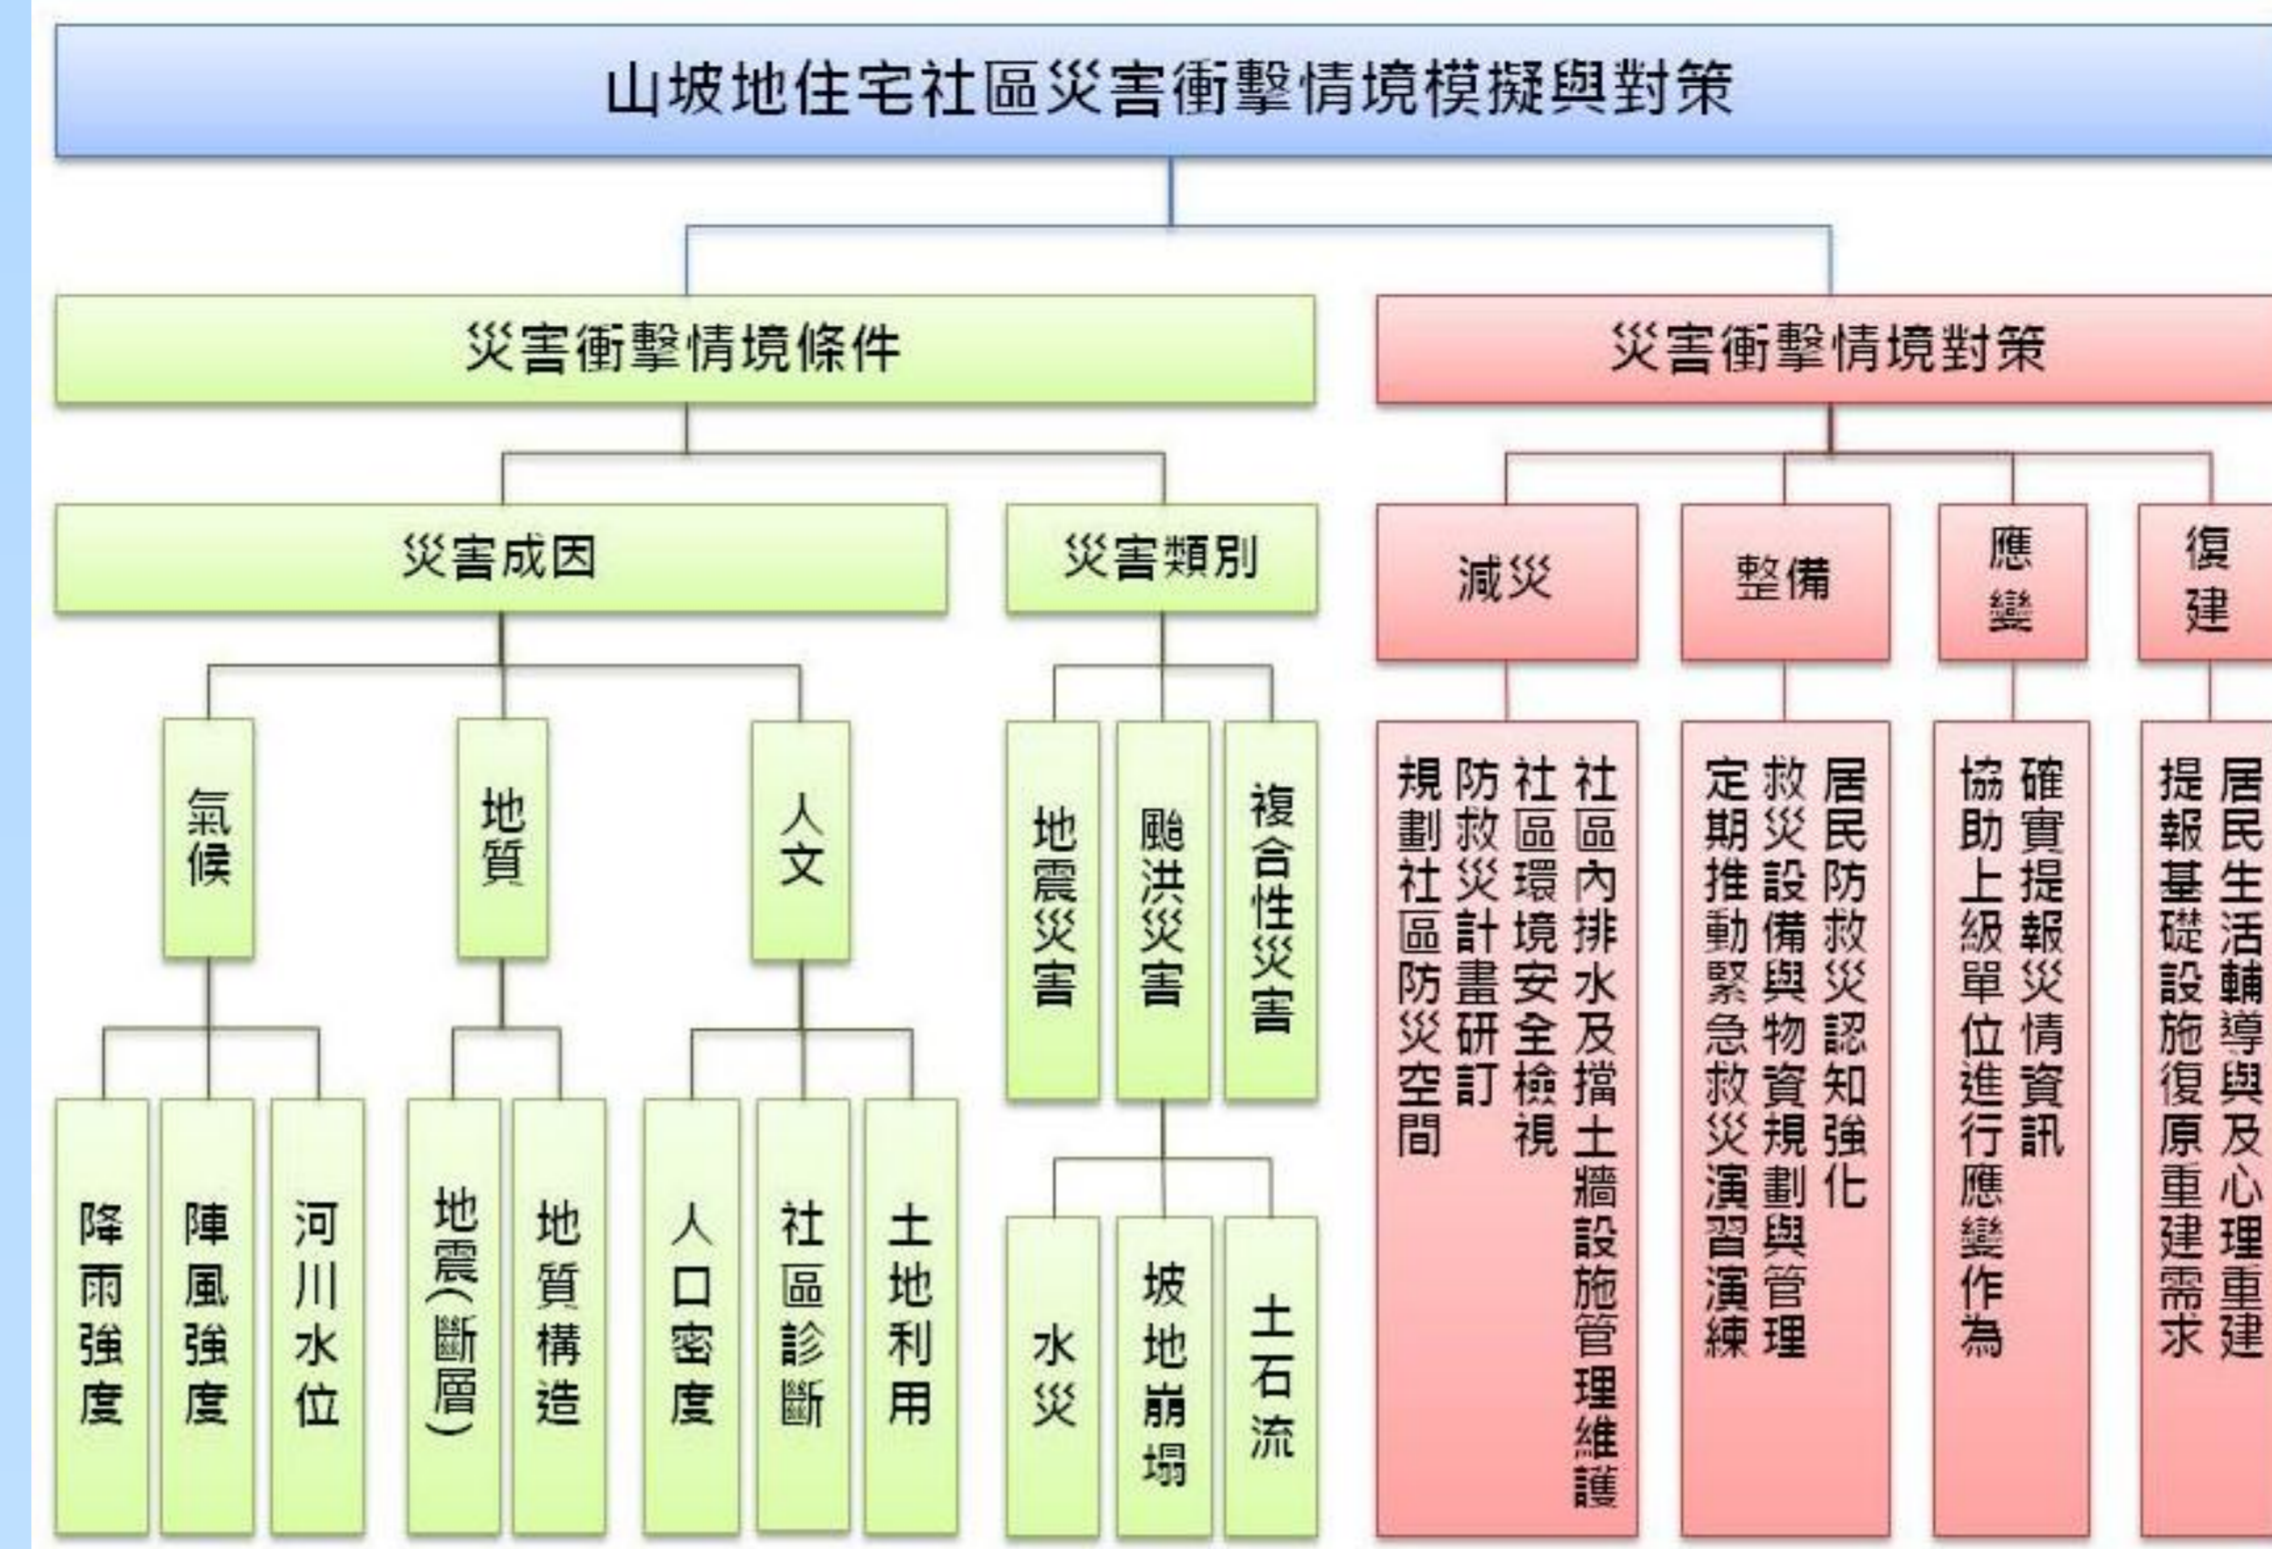 山坡地住宅社區災害衝擊情境模擬與對策
災害衝擊情境條件
災害衝擊情境對策
災害成因
災害類別
減災
整備
應變
復建
氣候
地質
人文
地震災害
颱洪災害
複合性災害
降雨強度
陣風強度
河川水位
地震(斷層)
地質構造
人口密度
社區診斷
土地利用
水災
坡地崩塌
土石流
社區內排水及擋土牆設施管理維護
社區環境安全檢視
防救災計畫研訂
規劃社區防災空間
居民防救災認知強化
救災設備與物資規劃與管理
定期推動緊急救災演習演練
確實提報災情資訊
協助上級單位進行應變作為
居民生活輔導與及心理重建
提報基礎設施復原重建需求